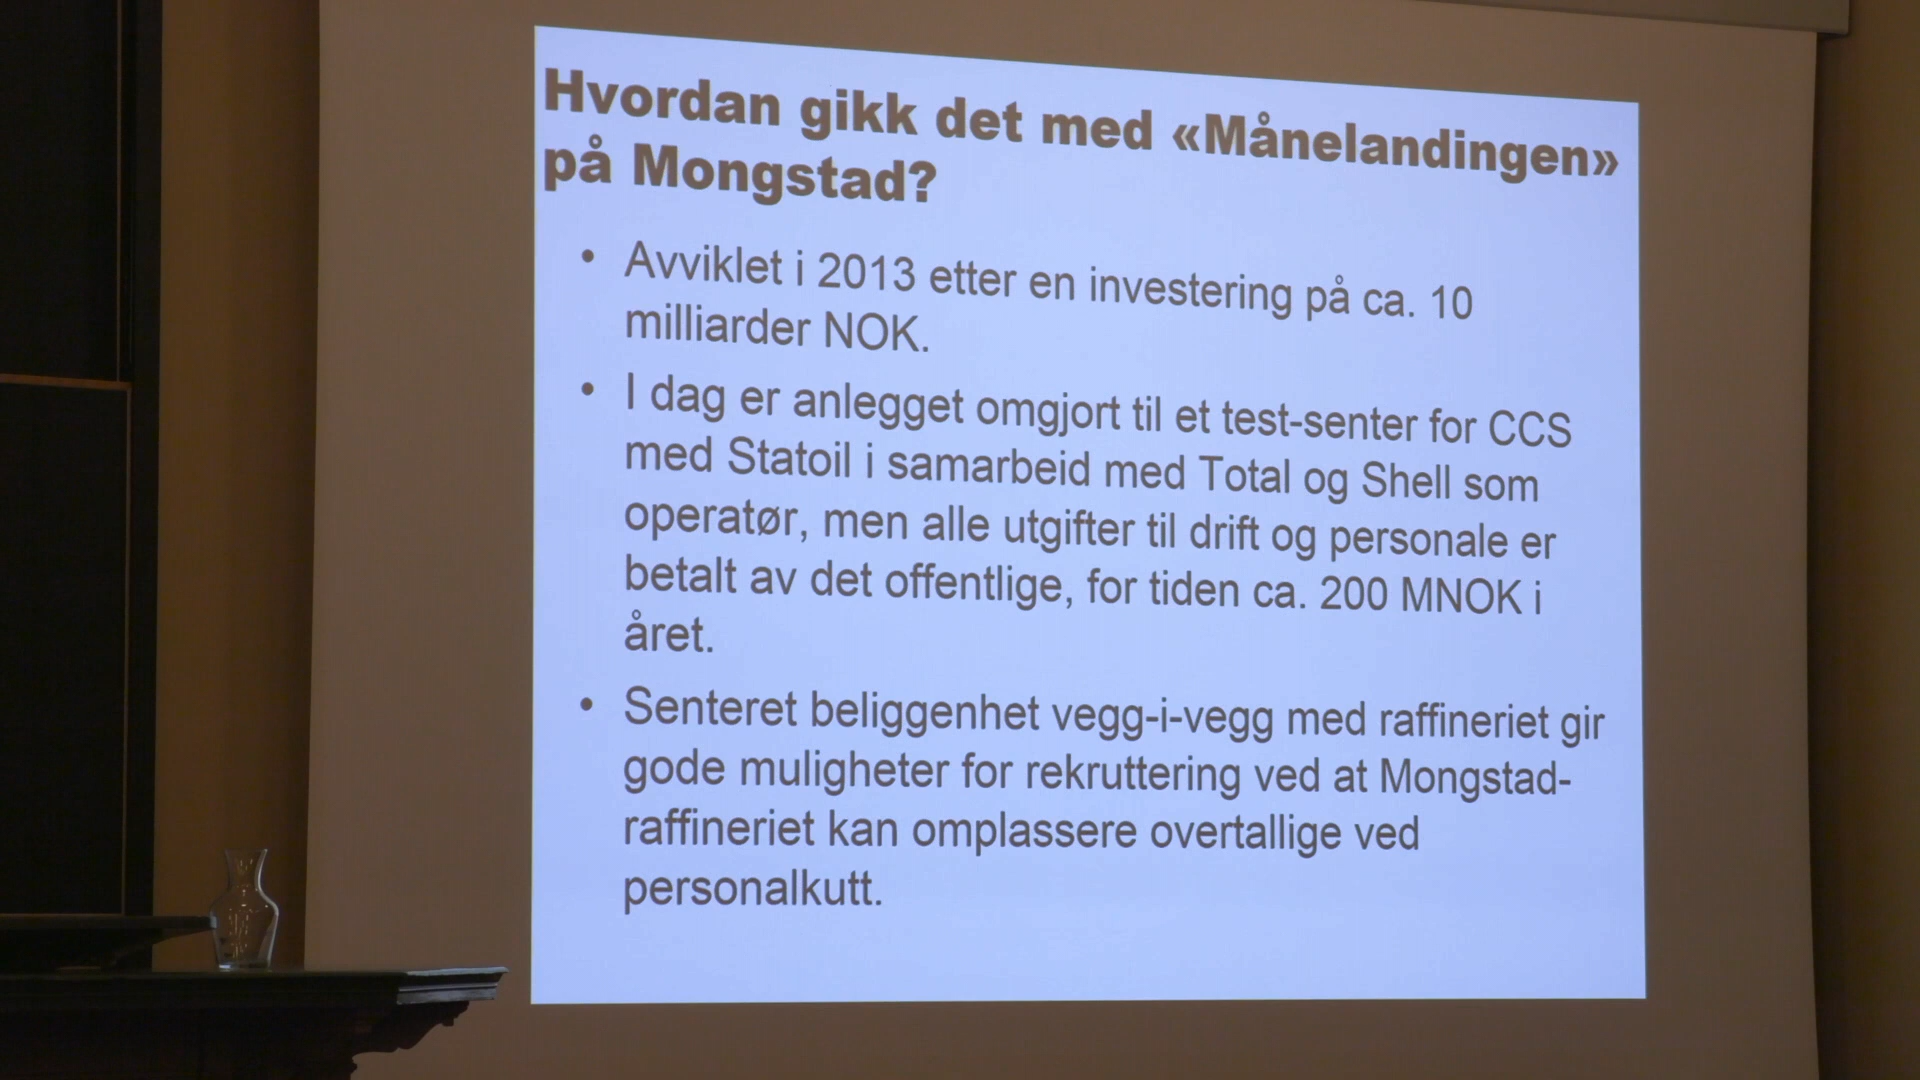 Hvordan gikk det med «Månelandingen»
på Mongstad?
• Avviklet i 2013 etter en investering på ca. 10
milliarder NOK.
• I dag er anlegget omgjort til et test-senter for CCS
med Statoil i samarbeid med Total og Shell som
operatør, men alle utgifter til drift og personale er
betalt av det offentlige, for tiden ca. 200 MNOK i
året.
• Senteret beliggenhet vegg-i-vegg med raffineriet gir
gode muligheter for rekruttering ved at Mongstad-
raffineriet kan omplassere overtallige ved
personalkutt.